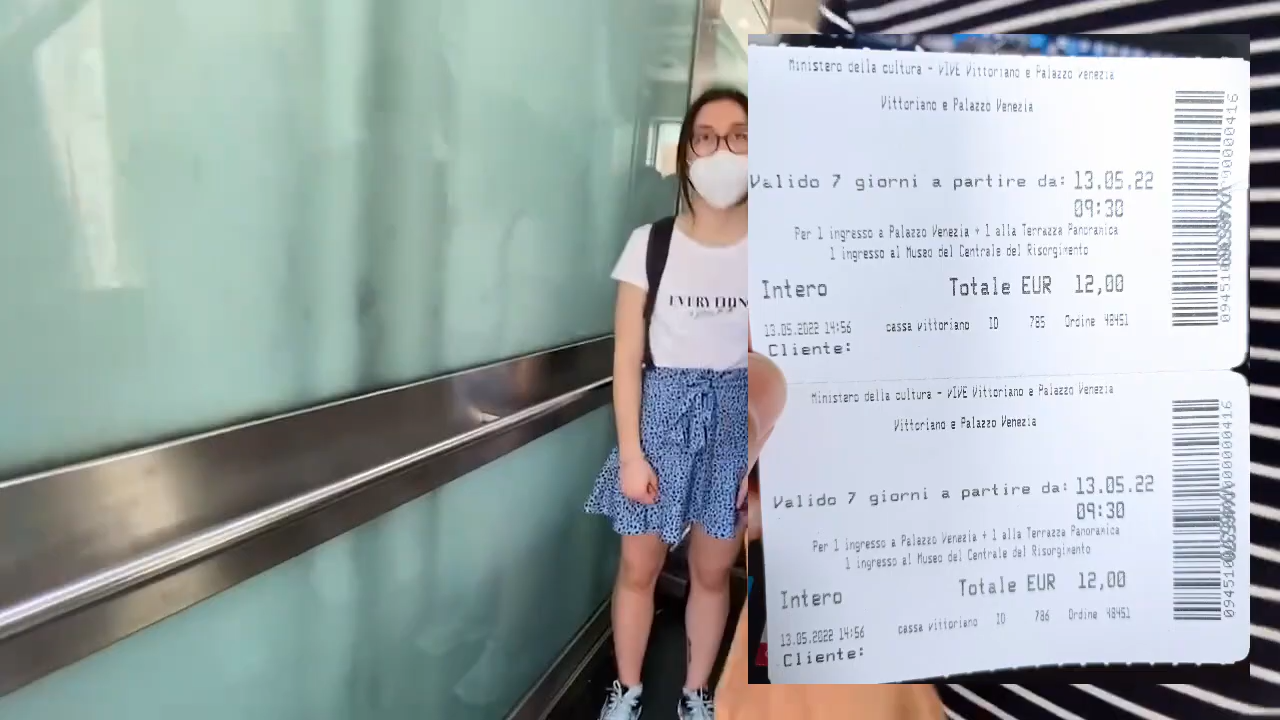 EVERYTHIN
Ministero della cultura - VIVE Vittoriano e Palazzo Venezia
Vittoriano e Palazzo Venezia
Valido 7 giorni a partire da: 13.05.22
09:30
Per 1 ingresso a Palazzo Venezia + 1 alla Terrazza Panoramica
1 ingresso al Museo del Centrale del Risorgimento
Intero Totale EUR 12,00
13.05.2022 14:56 cassa vittoriano ID 785 Ordine 48451
Cliente:
Ministero della cultura - VIVE Vittoriano e Palazzo Venezia
Vittoriano e Palazzo Venezia
Valido 7 giorni a partire da: 13.05.22
09:30
Per 1 ingresso a Palazzo Venezia + 1 alla Terrazza Panoramica
1 ingresso al Museo del Centrale del Risorgimento
Intero Totale EUR 12,00
13.05.2022 14:56 cassa vittoriano ID 786 Ordine 48451
Cliente: